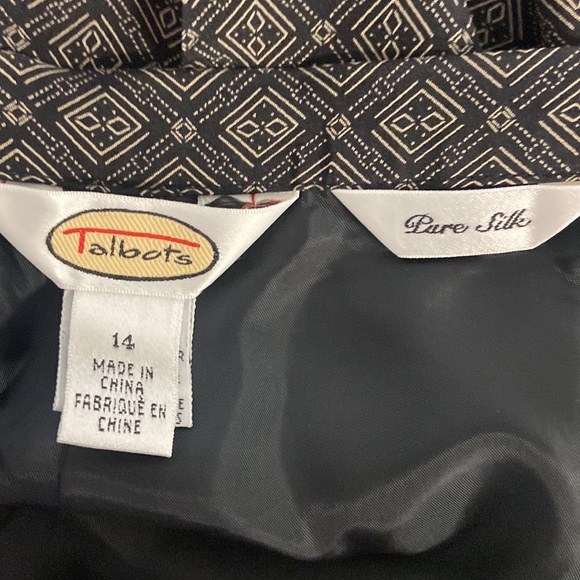 Talbots
Pure Silk
14
MADE IN
CHINA
FABRIQUÉ EN
CHINE